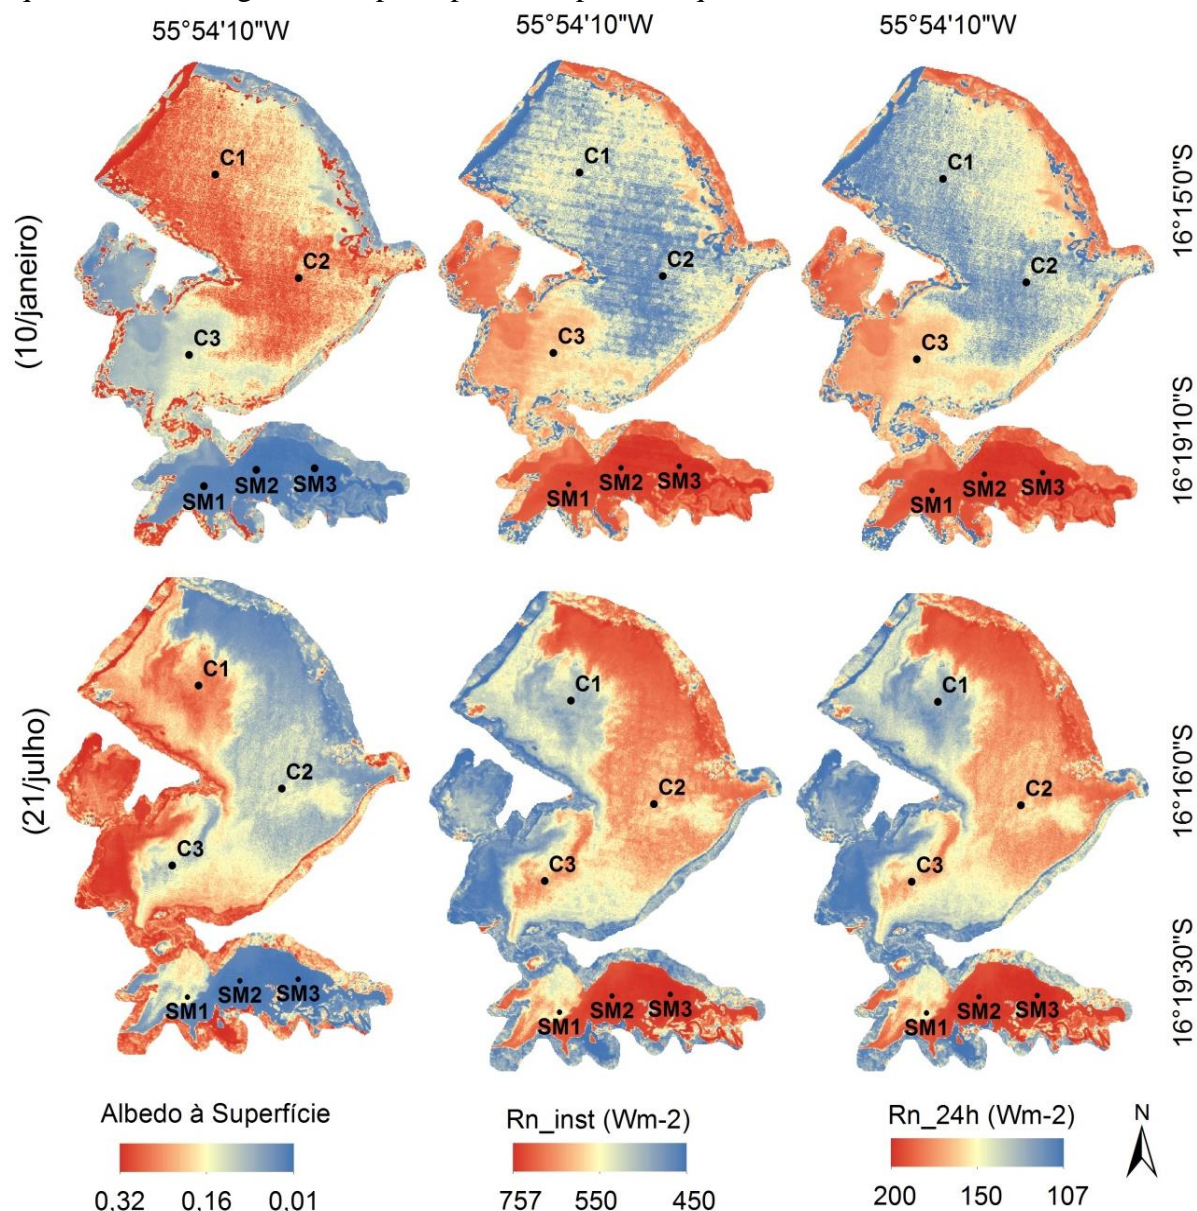 55°54'10"W 55°54'10"W 55°54'10"W
(10/janeiro)
C1 C2 C3 SM1 SM2 SM3
C1 C2 C3 SM1 SM2 SM3
C1 C2 C3 SM1 SM2 SM3
16°15'0"S
16°19'10"S
(21/julho)
C1 C2 C3 SM1 SM2 SM3
C1 C2 C3 SM1 SM2 SM3
C1 C2 C3 SM1 SM2 SM3
16°16'0"S
16°19'30"S
Albedo à Superfície
0,32 0,16 0,01
Rn_inst (Wm-2)
757 550 450
Rn_24h (Wm-2)
200 150 107
N